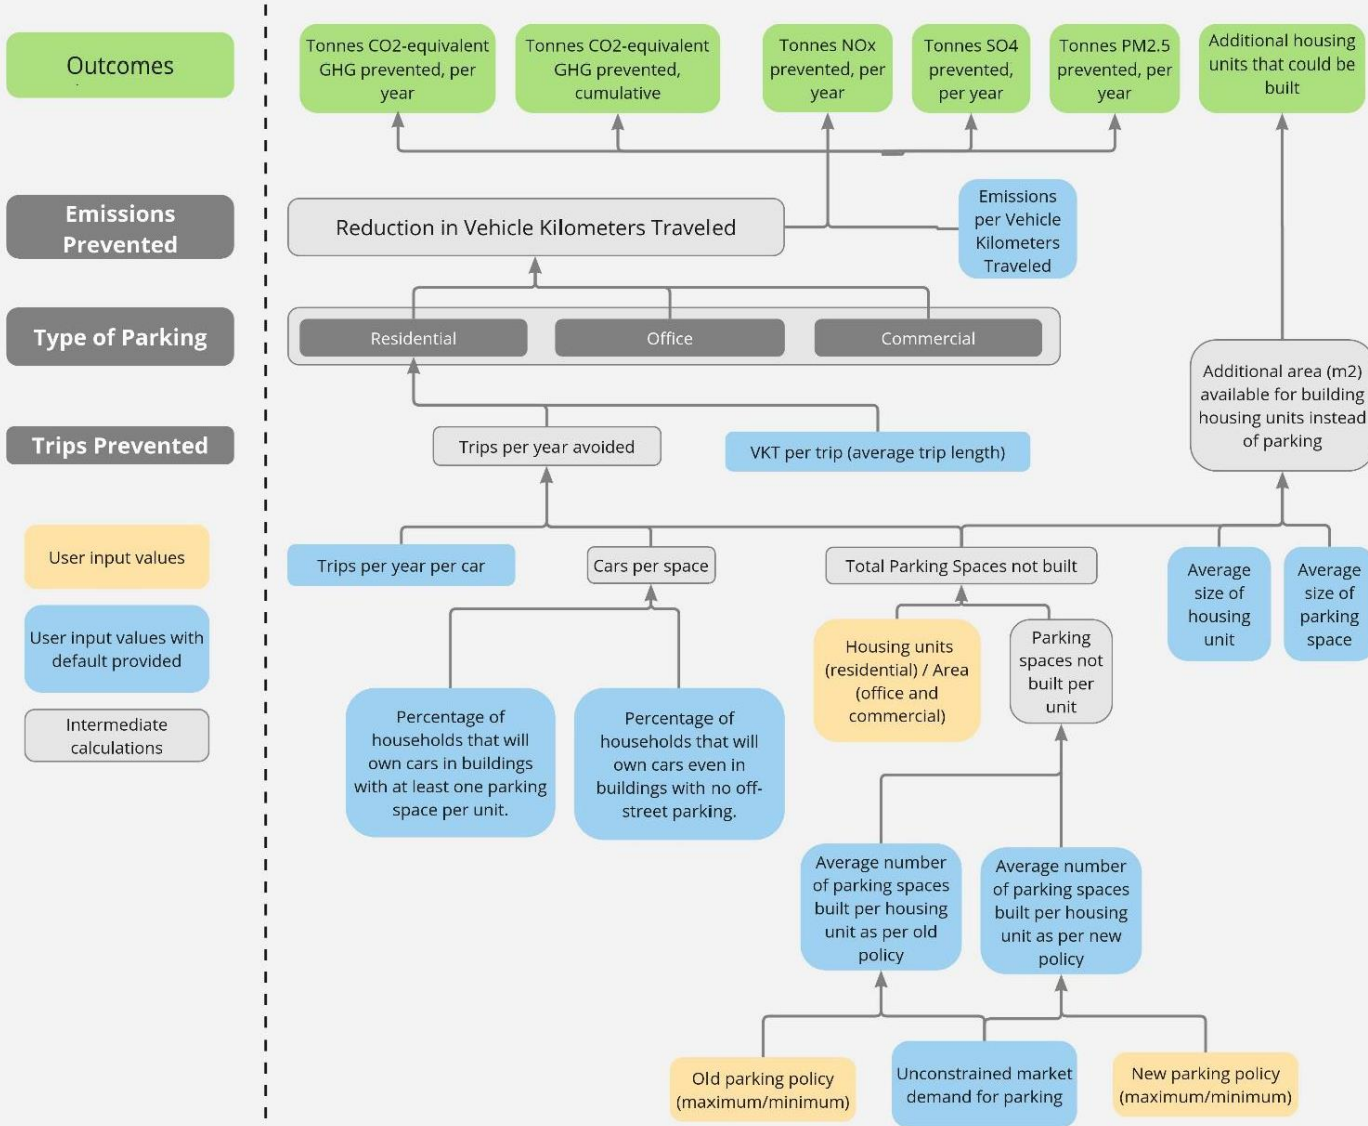 Outcomes
Tonnes CO2-equivalent
GHG prevented, per
year
Tonnes CO2-equivalent
GHG prevented,
cumulative
Tonnes NOx
prevented, per
year
Tonnes SO4
prevented,
per year
Tonnes PM2.5
prevented, per
year
Additional housing
units that could be
built
Emissions
Prevented
Reduction in Vehicle Kilometers Traveled
Emissions
per Vehicle
Kilometers
Traveled
Type of Parking
Residential
Office
Commercial
Additional area (m2)
available for building
housing units instead
of parking
Trips Prevented
Trips per year avoided
VKT per trip (average trip length)
User input values
User input values with
default provided
Intermediate
calculations
Trips per year per car
Cars per space
Total Parking Spaces not built
Average
size of
housing
unit
Average
size of
parking
space
Housing units
(residential) / Area
(office and
commercial)
Parking
spaces not
built per
unit
Percentage of
households that will
own cars in buildings
with at least one parking
space per unit.
Percentage of
households that will
own cars even in
buildings with no off-
street parking.
Average number
of parking spaces
built per housing
unit as per old
policy
Average number
of parking spaces
built per housing
unit as per new
policy
Old parking policy
(maximum/minimum)
Unconstrained market
demand for parking
New parking policy
(maximum/minimum)